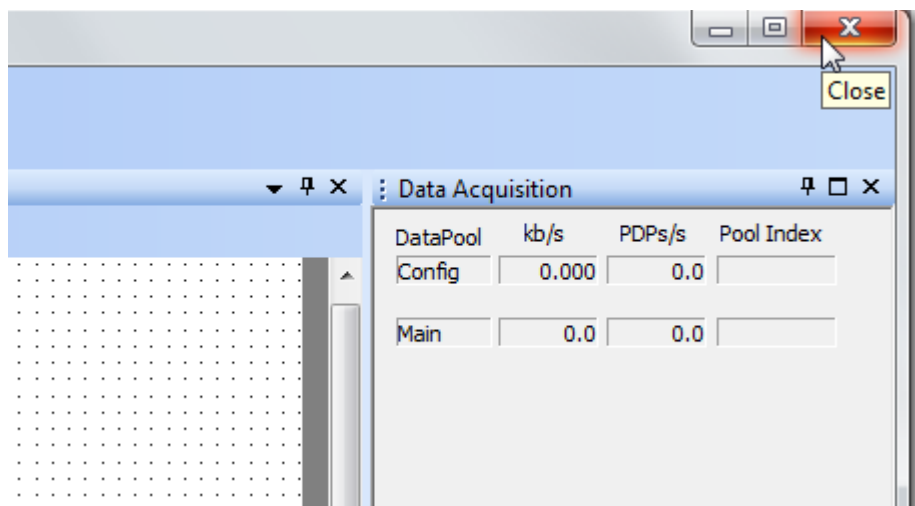 Close
Data Acquisition
DataPool kb/s PDPs/s Pool Index
Config 0.000 0.0
Main 0.0 0.0